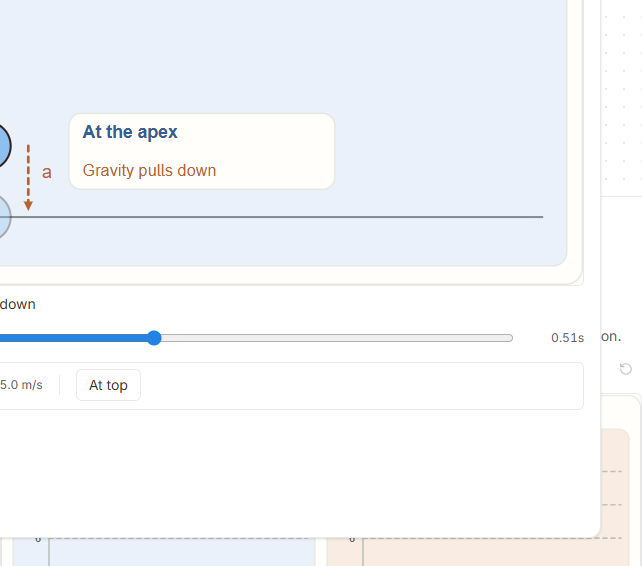 At the apex
a
Gravity pulls down
down
0.51s
on.
5.0 m/s
At top